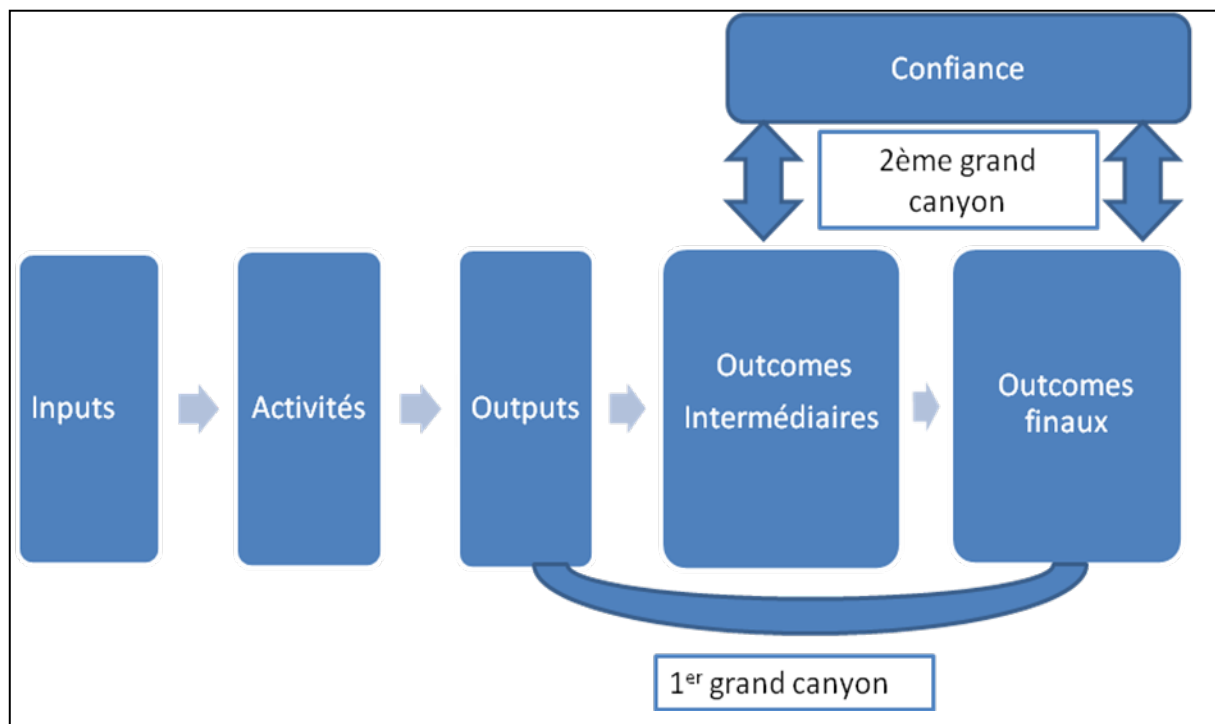 Confiance
2ème grand
canyon
Inputs
Activités
Outputs
Outcomes
Intermédiaires
Outcomes
finaux
1er grand canyon